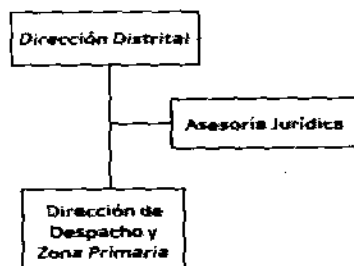 Dirección Distrital
Asesoría Jurídica
Dirección de
Despacho y
Zona Primaria